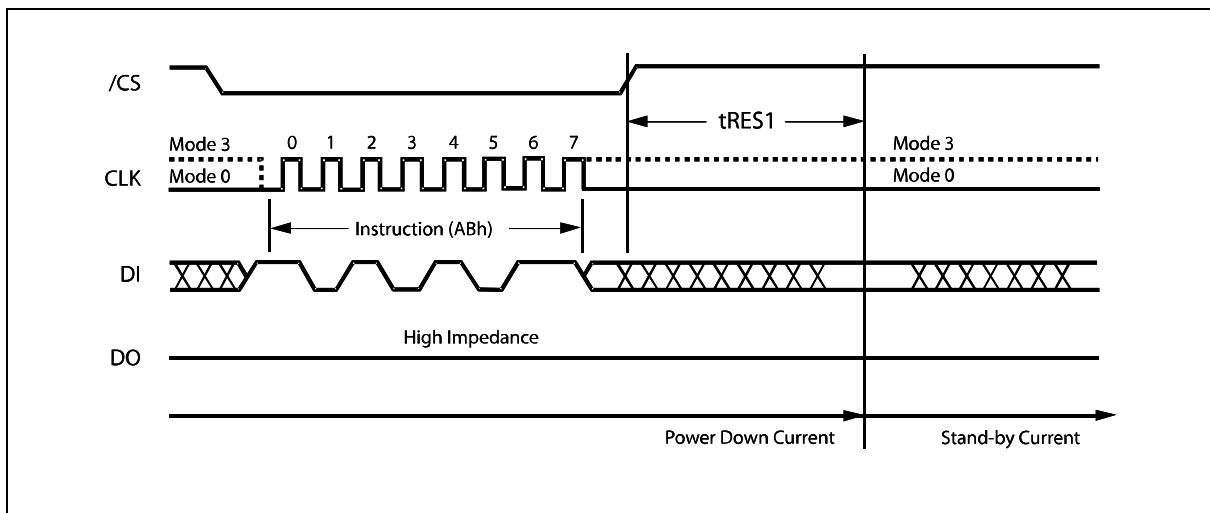 /CS
tRES1
Mode 3
0 1 2 3 4 5 6 7
Mode 3
CLK
Mode 0
Mode 0
Instruction (ABh)
DI
High Impedance
DO
Power Down Current
Stand-by Current